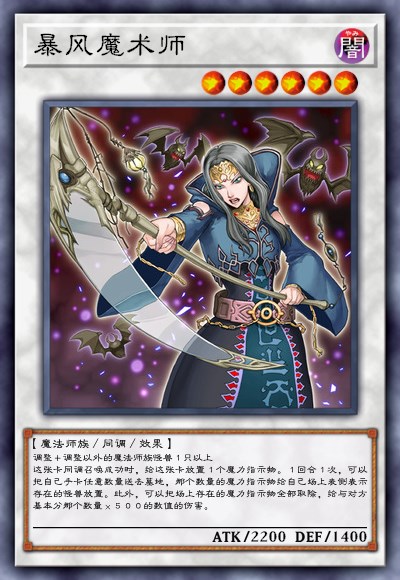 暴风魔术师
やみ
闇
【魔法师族／同调／效果】
调整＋调整以外的魔法师族怪兽１只以上
这张卡同调召唤成功时，给这张卡放置１个魔力指示物。１回合１次，可以
把自己手卡任意数量送去墓地，那个数量的魔力指示物给自己场上表侧表示
存在的怪兽放置。此外，可以把场上存在的魔力指示物全部取除，给与对方
基本分那个数量×５００的数值的伤害。
ATK/2200 DEF/1400